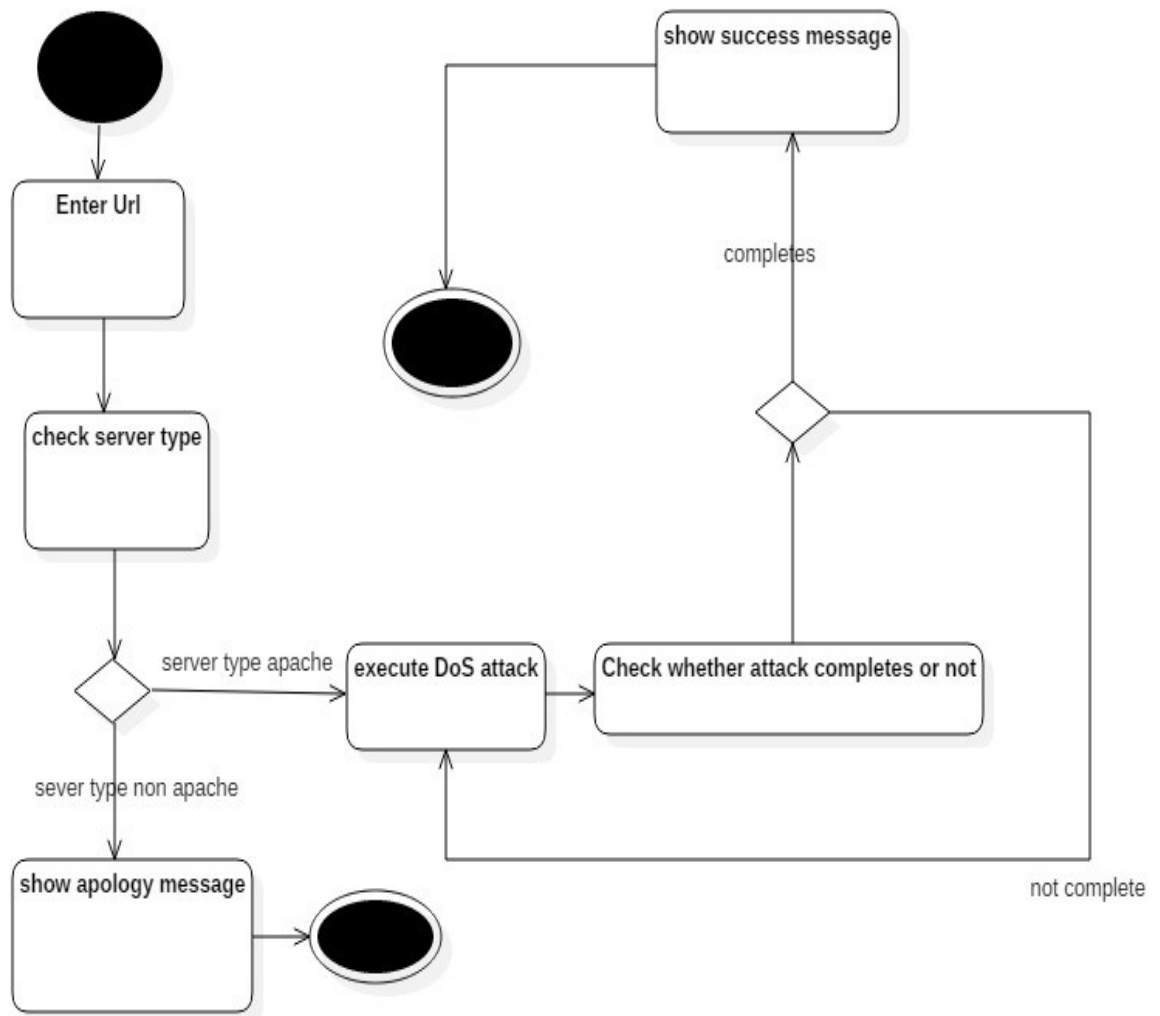 show success message
Enter Url
completes
check server type
server type apache
execute DoS attack
Check whether attack completes or not
sever type non apache
show apology message
not complete